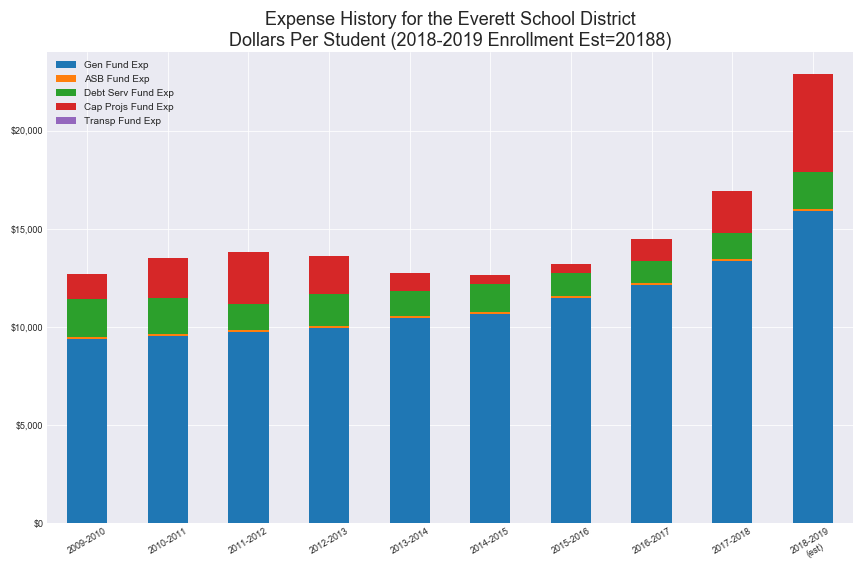 Expense History for the Everett School District
Dollars Per Student (2018-2019 Enrollment Est=20188)
Gen Fund Exp
ASB Fund Exp
Debt Serv Fund Exp
Cap Projs Fund Exp
Transp Fund Exp
$20,000
$15,000
$10,000
$5,000
$0
2009-2010
2010-2011
2011-2012
2012-2013
2013-2014
2014-2015
2015-2016
2016-2017
2017-2018
2018-2019
(est)